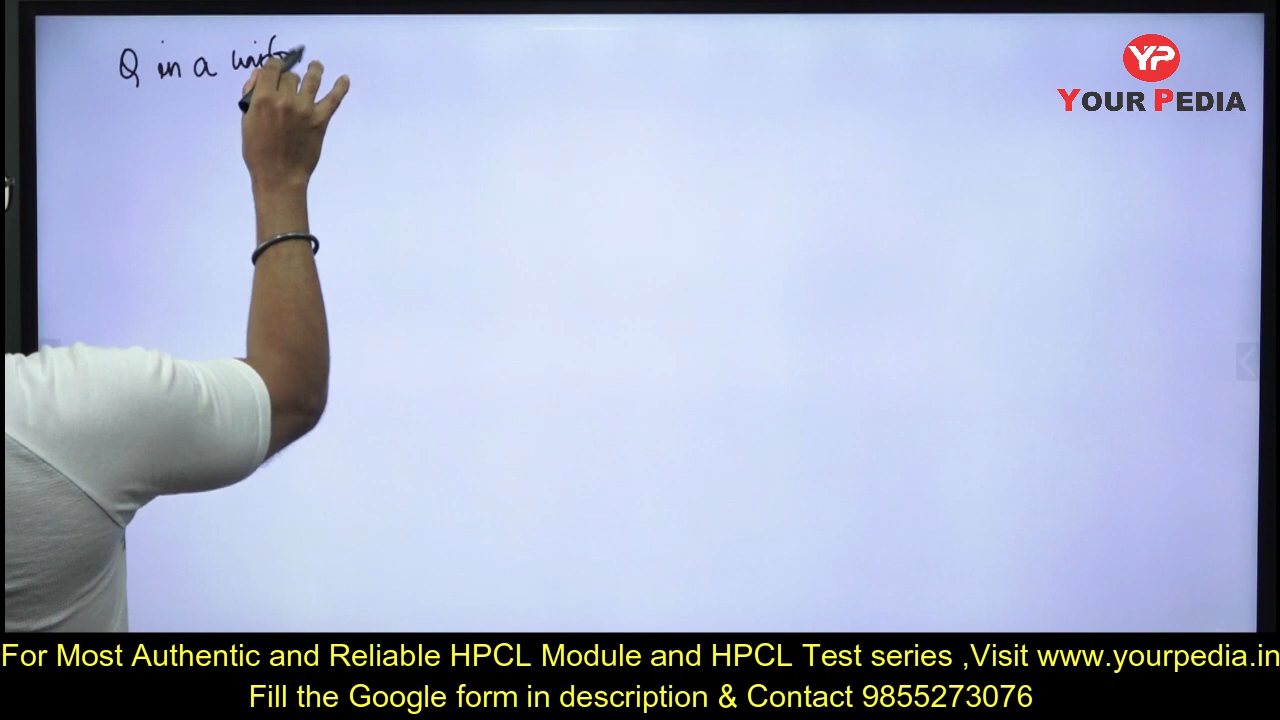 Q in a unifo
YP
YOUR PEDIA
For Most Authentic and Reliable HPCL Module and HPCL Test series ,Visit www.yourpedia.in
Fill the Google form in description & Contact 9855273076